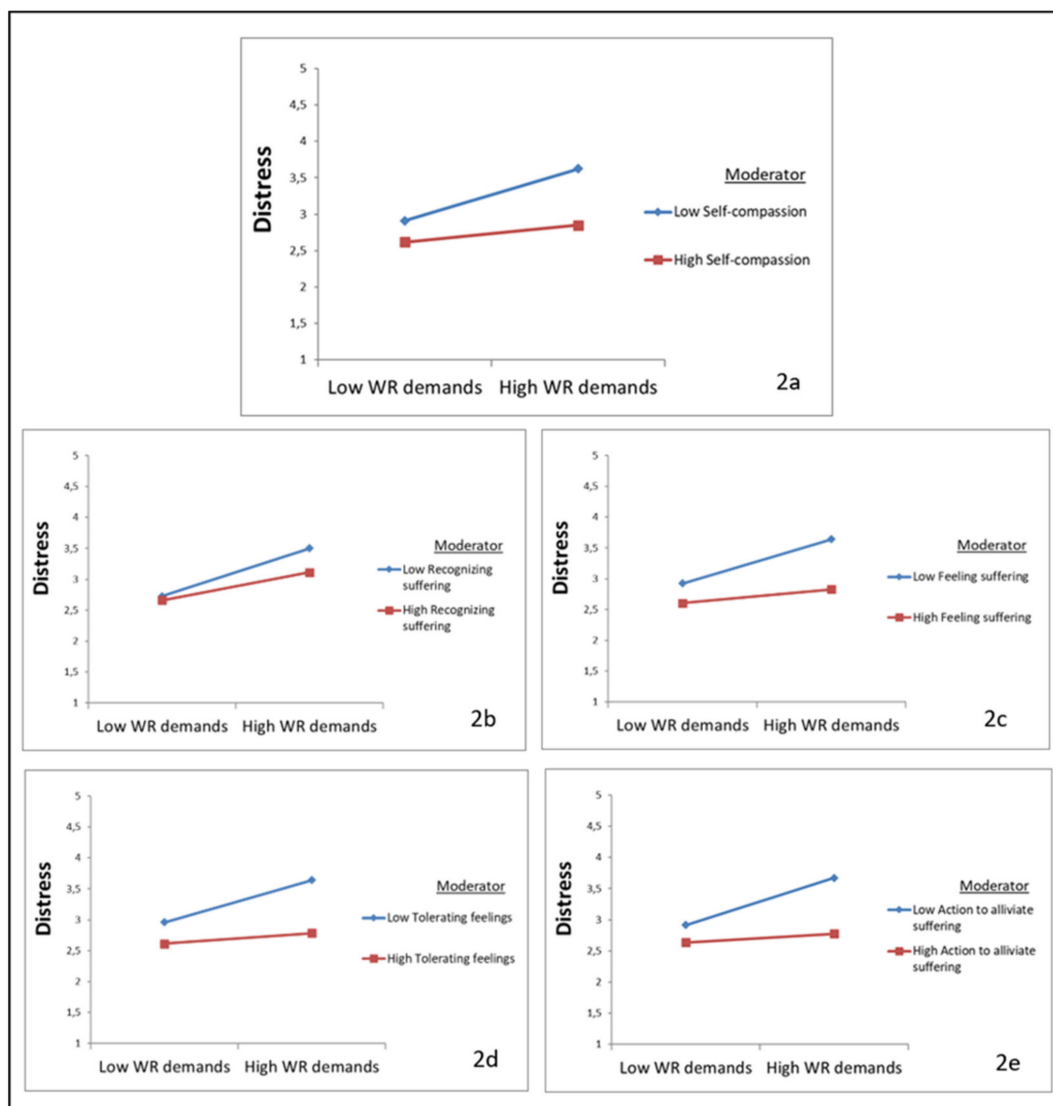 5
4,5
4
3,5
3
2,5
2
1,5
1
Distress
Low WR demands High WR demands
Moderator
Low Self-compassion
High Self-compassion
2a
5
4,5
4
3,5
3
2,5
2
1,5
1
Distress
Low WR demands High WR demands
Moderator
Low Recognizing
suffering
High Recognizing
suffering
2b
5
4,5
4
3,5
3
2,5
2
1,5
1
Distress
Low WR demands High WR demands
Moderator
Low Feeling suffering
High Feeling suffering
2c
5
4,5
4
3,5
3
2,5
2
1,5
1
Distress
Low WR demands High WR demands
Moderator
Low Tolerating feelings
High Tolerating feelings
2d
5
4,5
4
3,5
3
2,5
2
1,5
1
Distress
Low WR demands High WR demands
Moderator
Low Action to alliviate
suffering
High Action to alliviate
suffering
2e